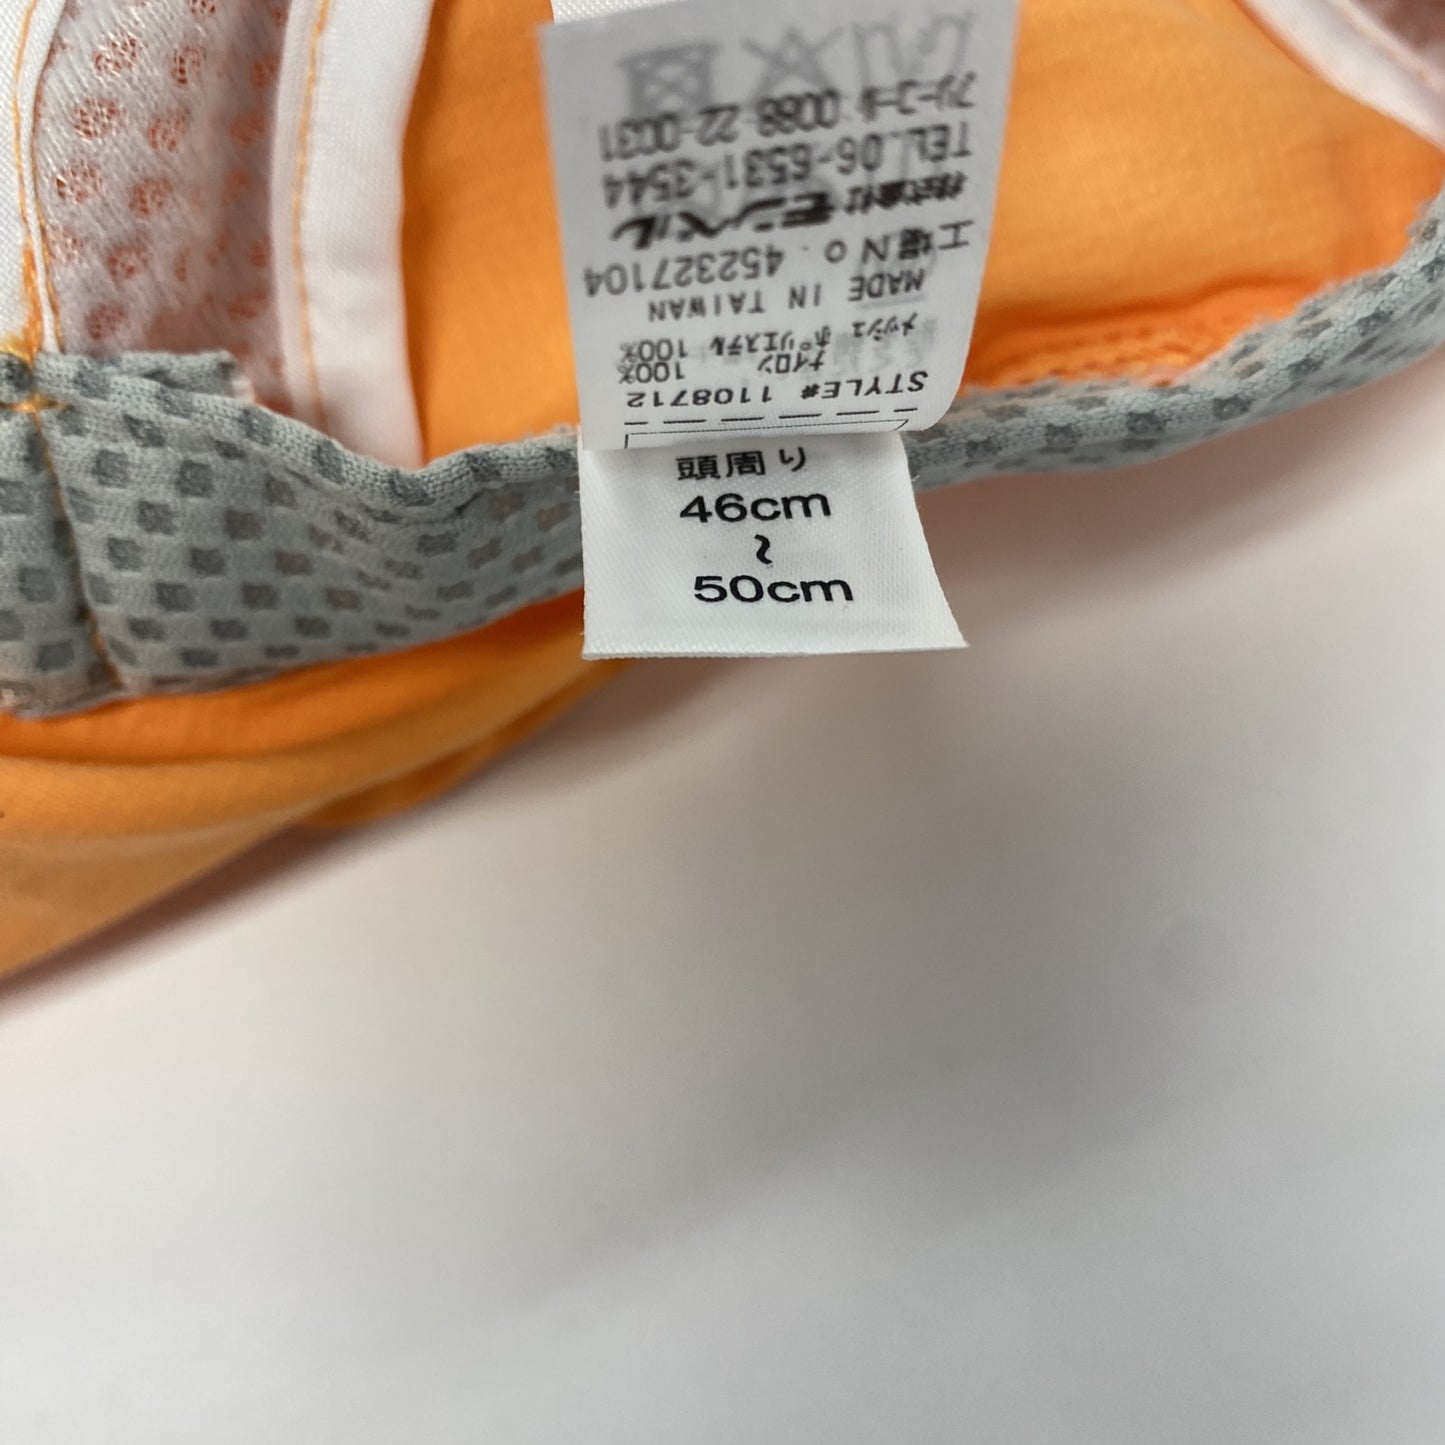 STYLE# 1108712
ナイロン 100%
メッシュ ポリエステル 100%
MADE IN TAIWAN
工場No. 452327104
株式会社モンベル
TEL.06-6531-3544
フリーコール 0088-22-0031
頭周り
46cm
〜
50cm